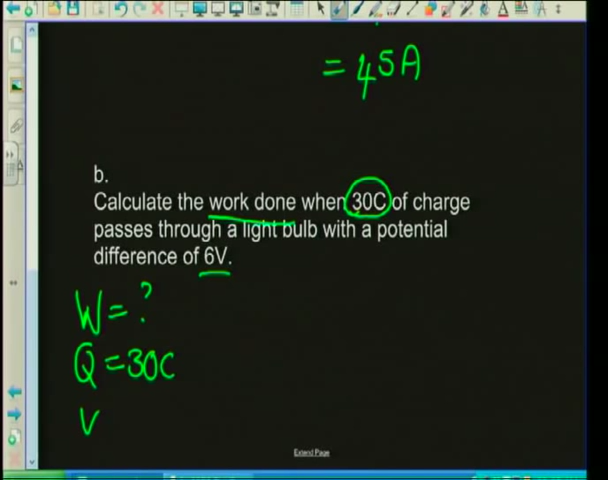 = 45A
b.
Calculate the work done when 30C of charge
passes through a light bulb with a potential
difference of 6V.
W = ?
Q = 30C
V
Extend Page